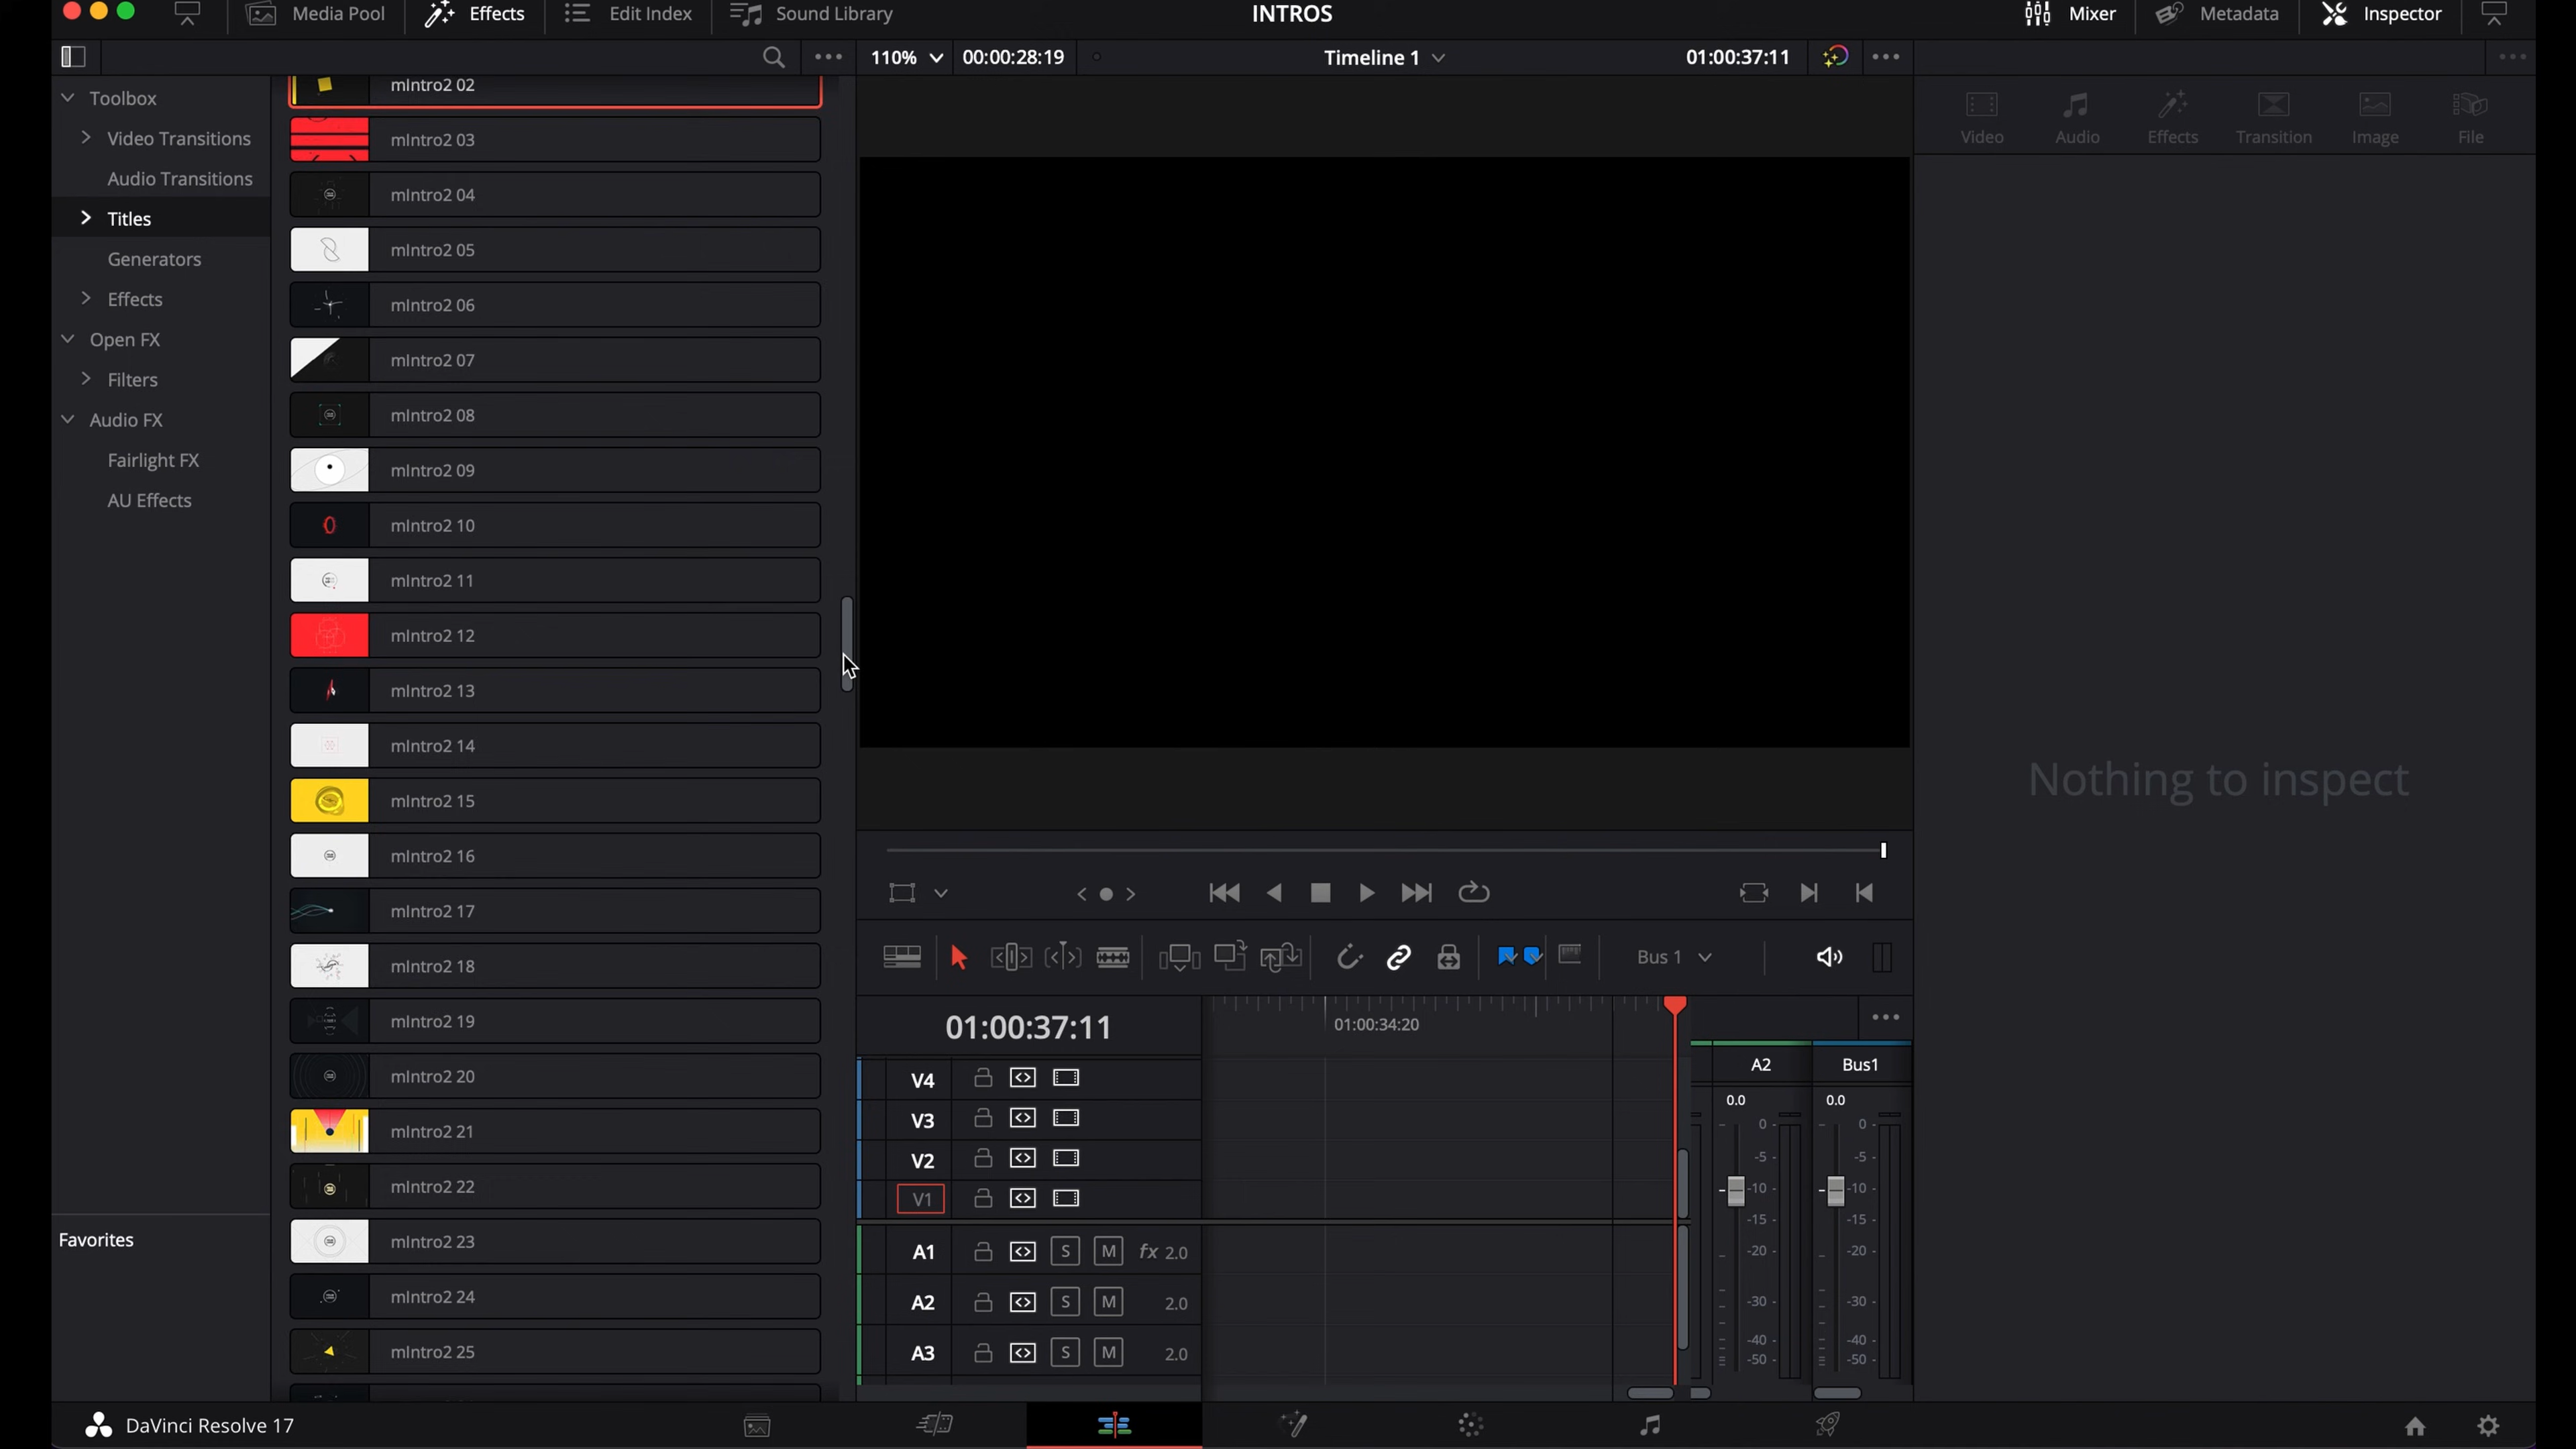 Media Pool
Effects
Edit Index
Sound Library
INTROS
Mixer
Metadata
Inspector
110%
00:00:28:19
Timeline 1
01:00:37:11
Toolbox
Video Transitions
Audio Transitions
Titles
Generators
Effects
Open FX
Filters
Audio FX
Fairlight FX
AU Effects
Favorites
mIntro2 02
mIntro2 03
mIntro2 04
mIntro2 05
mIntro2 06
mIntro2 07
mIntro2 08
mIntro2 09
mIntro2 10
mIntro2 11
mIntro2 12
mIntro2 13
mIntro2 14
mIntro2 15
mIntro2 16
mIntro2 17
mIntro2 18
mIntro2 19
mIntro2 20
mIntro2 21
mIntro2 22
mIntro2 23
mIntro2 24
mIntro2 25
Video
Audio
Effects
Transition
Image
File
Nothing to inspect
Bus 1
01:00:37:11
01:00:34:20
V4
V3
V2
V1
A1 S M fx 2.0
A2 S M 2.0
A3 S M 2.0
A2
Bus1
0.0
0.0
0-
-5-
-10-
-15-
-20-
-30-
-40-
-50-
0-
-5-
-10-
-15-
-20-
-30-
-40-
-50-
DaVinci Resolve 17